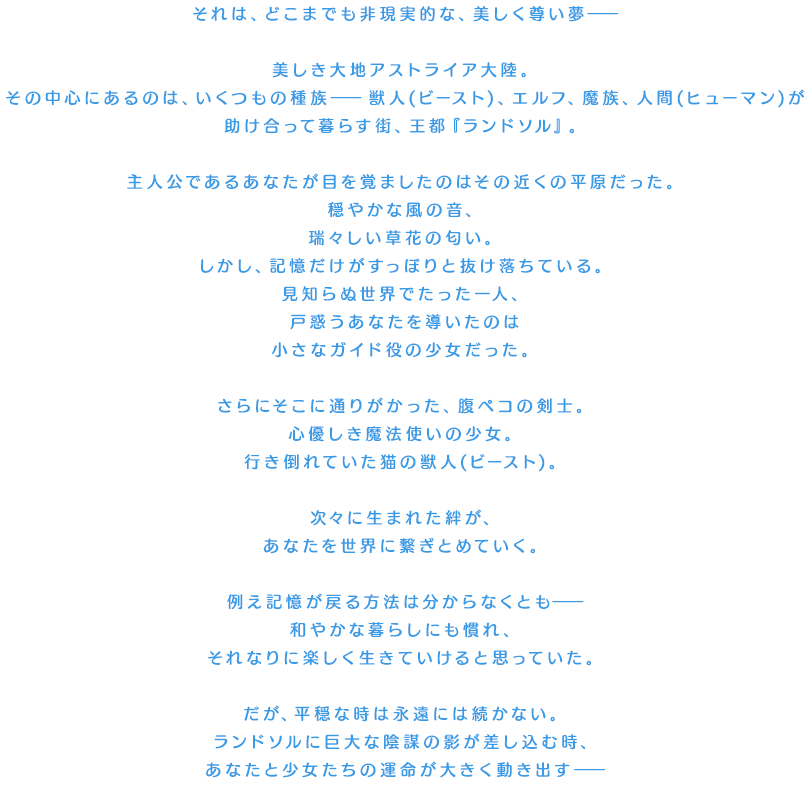 それは、どこまでも非現実的な、美しく尊い夢――
美しき大地アストライア大陸。
その中心にあるのは、いくつもの種族――獣人(ビースト)、エルフ、魔族、人間(ヒューマン)が
助け合って暮らす街、王都『ランドソル』。
主人公であるあなたが目を覚ましたのはその近くの平原だった。
穏やかな風の音、
瑞々しい草花の匂い。
しかし、記憶だけがすっぽりと抜け落ちている。
見知らぬ世界でたった一人、
戸惑うあなたを導いたのは
小さなガイド役の少女だった。
さらにそこに通りがかった、腹ペコの剣士。
心優しき魔法使いの少女。
行き倒れていた猫の獣人(ビースト)。
次々に生まれた絆が、
あなたを世界に繋ぎとめていく。
例え記憶が戻る方法は分からなくとも――
和やかな暮らしにも慣れ、
それなりに楽しく生きていけると思っていた。
だが、平穏な時は永遠には続かない。
ランドソルに巨大な陰謀の影が差し込む時、
あなたと少女たちの運命が大きく動き出す――